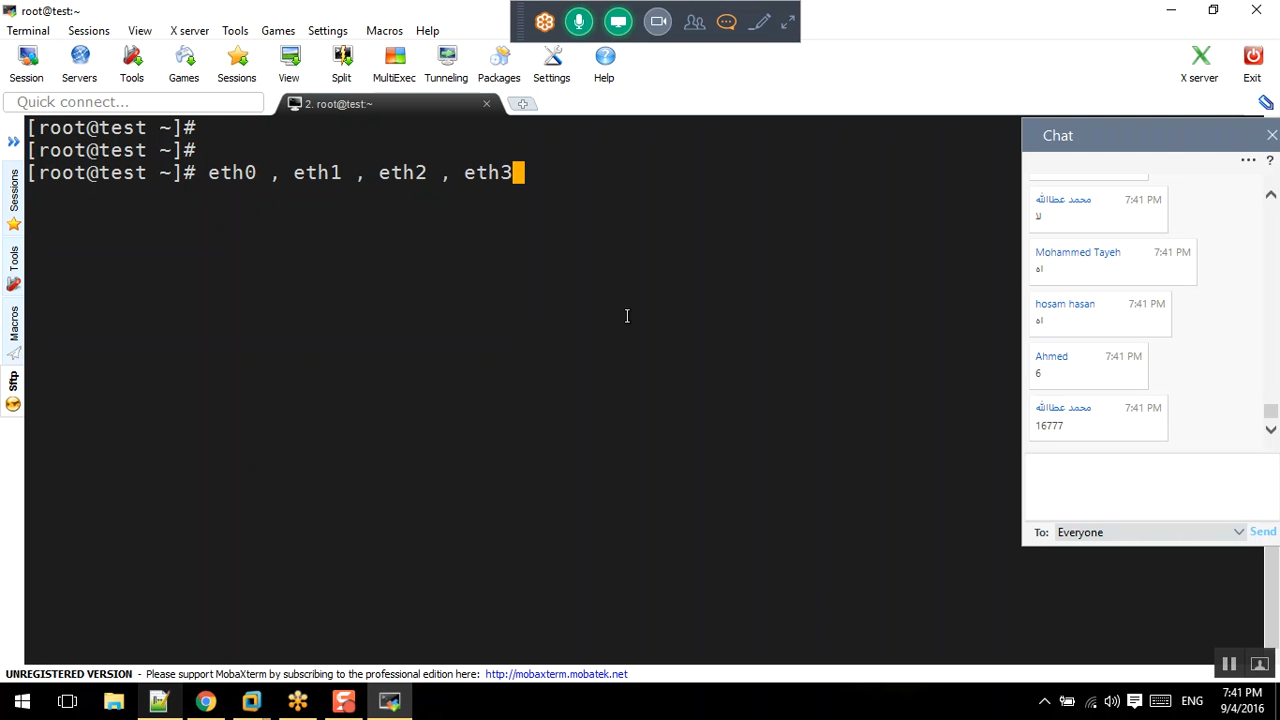 root@test:~
Terminal Sessions View X server Tools Games Settings Macros Help
Session Servers Tools Games Sessions View Split MultiExec Tunneling Packages Settings Help X server Exit
Quick connect...
2. root@test:~
[root@test ~]#
[root@test ~]#
[root@test ~]# eth0 , eth1 , eth2 , eth3
Sessions
Tools
Macros
Sftp
Chat
محمد عطاالله 7:41 PM
لا
Mohammed Tayeh 7:41 PM
اه
hosam hasan 7:41 PM
اه
Ahmed 7:41 PM
6
محمد عطاالله 7:41 PM
16777
To: Everyone Send
UNREGISTERED VERSION - Please support MobaXterm by subscribing to the professional edition here: http://mobaxterm.mobatek.net
ENG
7:41 PM
9/4/2016